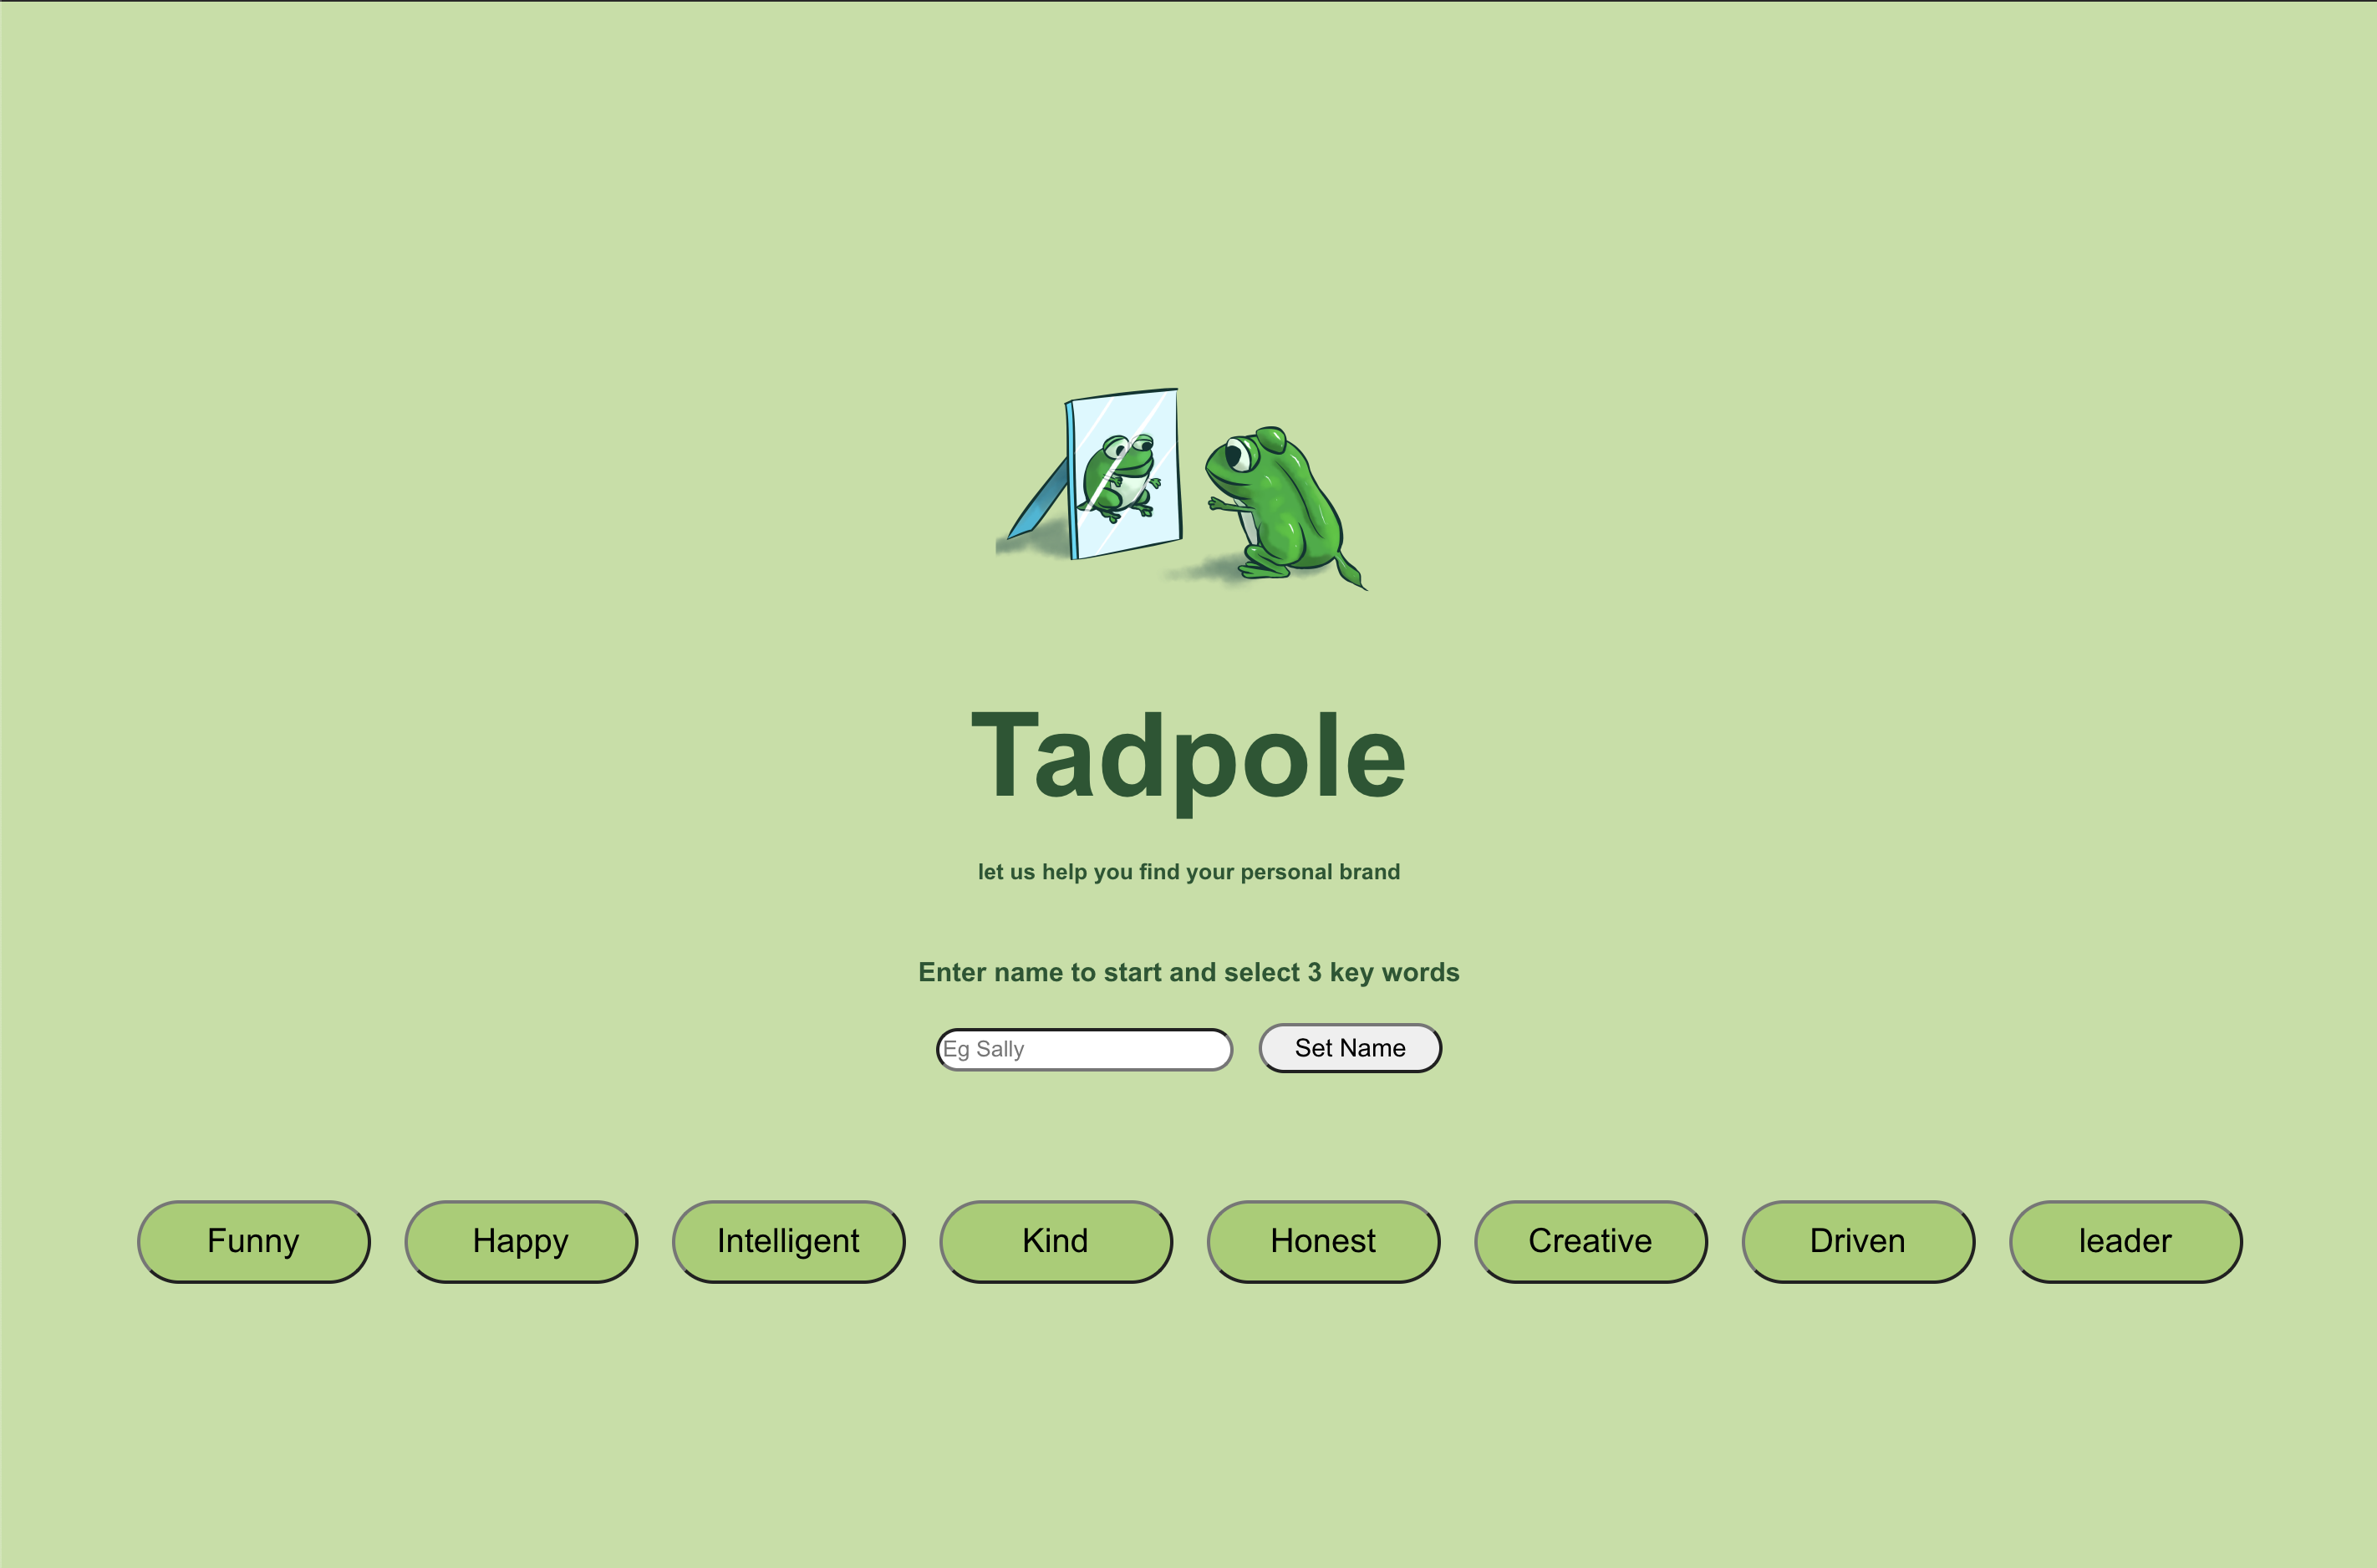 Tadpole
let us help you find your personal brand
Enter name to start and select 3 key words
Eg Sally Set Name
Funny Happy Intelligent Kind Honest Creative Driven leader